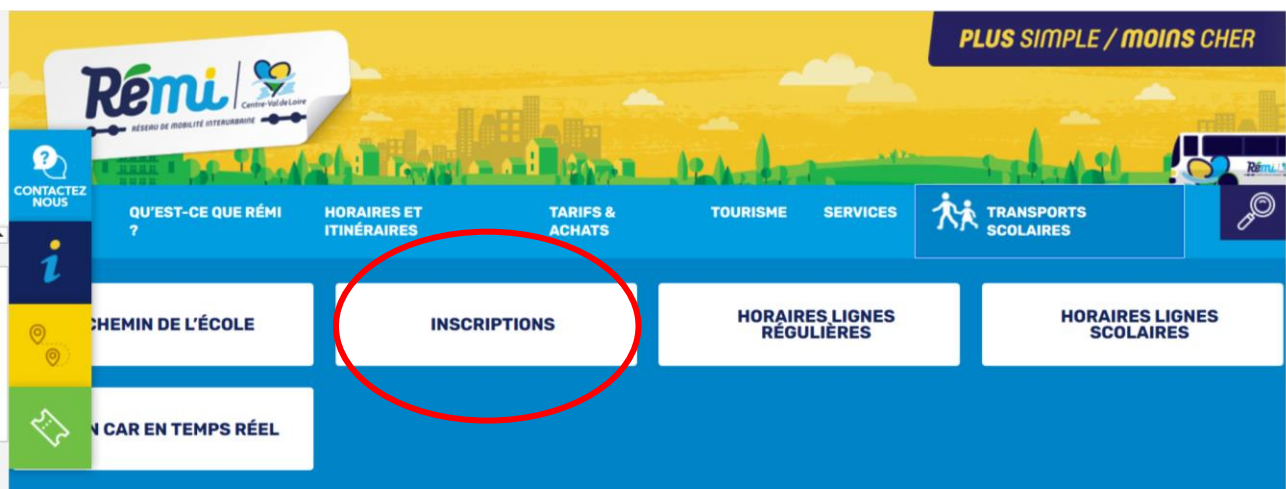 PLUS SIMPLE / MOINS CHER
Rémi
Centre-Val de Loire
RÉSEAU DE MOBILITÉ INTERURBAINE
Rémi
CONTACTEZ
NOUS
QU'EST-CE QUE RÉMI
?
HORAIRES ET
ITINÉRAIRES
TARIFS &
ACHATS
TOURISME
SERVICES
TRANSPORTS
SCOLAIRES
CHEMIN DE L'ÉCOLE
INSCRIPTIONS
HORAIRES LIGNES
RÉGULIÈRES
HORAIRES LIGNES
SCOLAIRES
N CAR EN TEMPS RÉEL